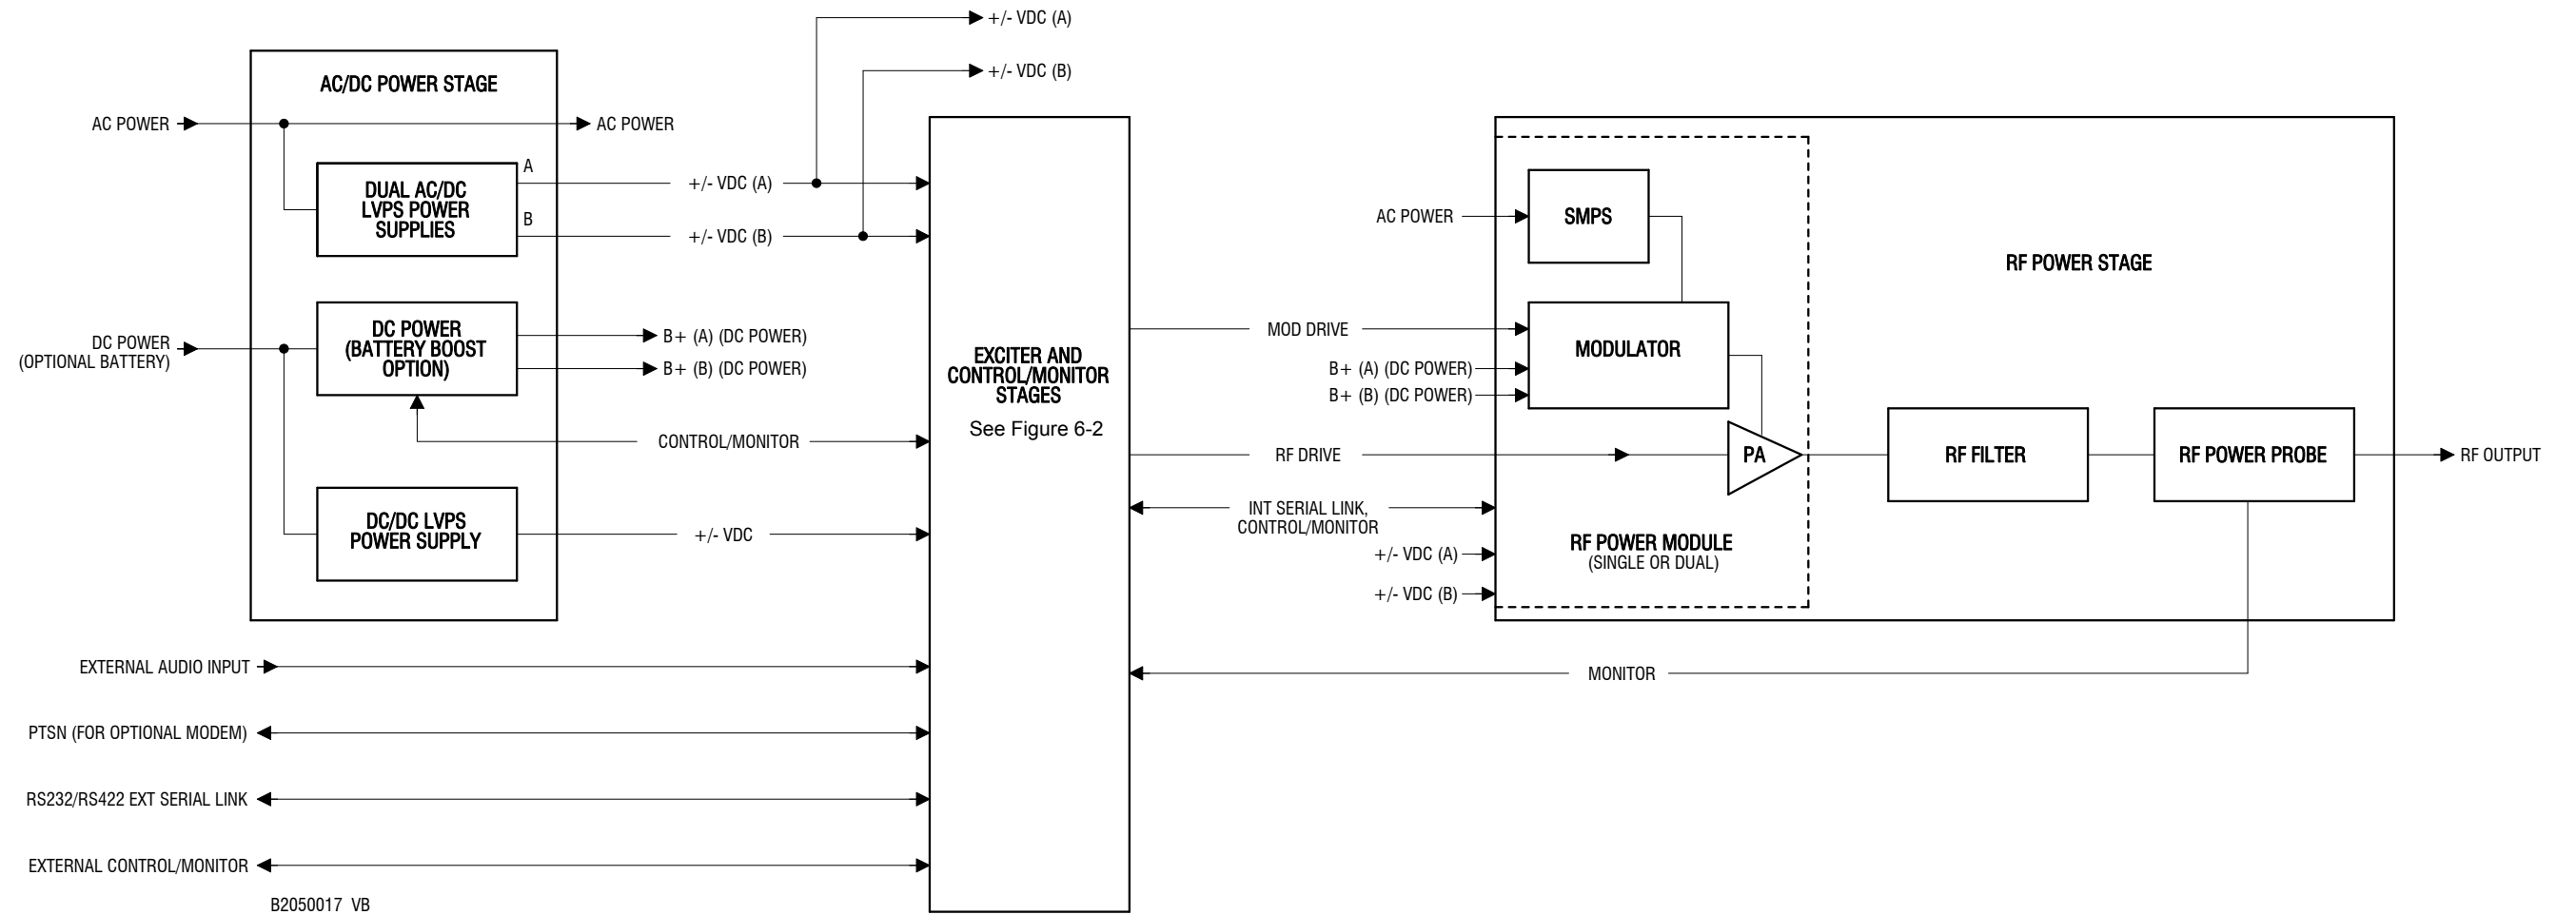 +/- VDC (A)
+/- VDC (B)
AC/DC POWER STAGE
AC POWER
AC POWER
DUAL AC/DC
LVPS POWER
SUPPLIES
A
B
+/- VDC (A)
+/- VDC (B)
DC POWER
(OPTIONAL BATTERY)
DC POWER
(BATTERY BOOST
OPTION)
B+ (A) (DC POWER)
B+ (B) (DC POWER)
CONTROL/MONITOR
DC/DC LVPS
POWER SUPPLY
+/- VDC
EXTERNAL AUDIO INPUT
PTSN (FOR OPTIONAL MODEM)
RS232/RS422 EXT SERIAL LINK
EXTERNAL CONTROL/MONITOR
B2050017 VB
EXCITER AND
CONTROL/MONITOR
STAGES
See Figure 6-2
MOD DRIVE
RF DRIVE
INT SERIAL LINK,
CONTROL/MONITOR
MONITOR
AC POWER
B+ (A) (DC POWER)
B+ (B) (DC POWER)
+/- VDC (A)
+/- VDC (B)
SMPS
MODULATOR
PA
RF POWER MODULE
(SINGLE OR DUAL)
RF POWER STAGE
RF FILTER
RF POWER PROBE
RF OUTPUT